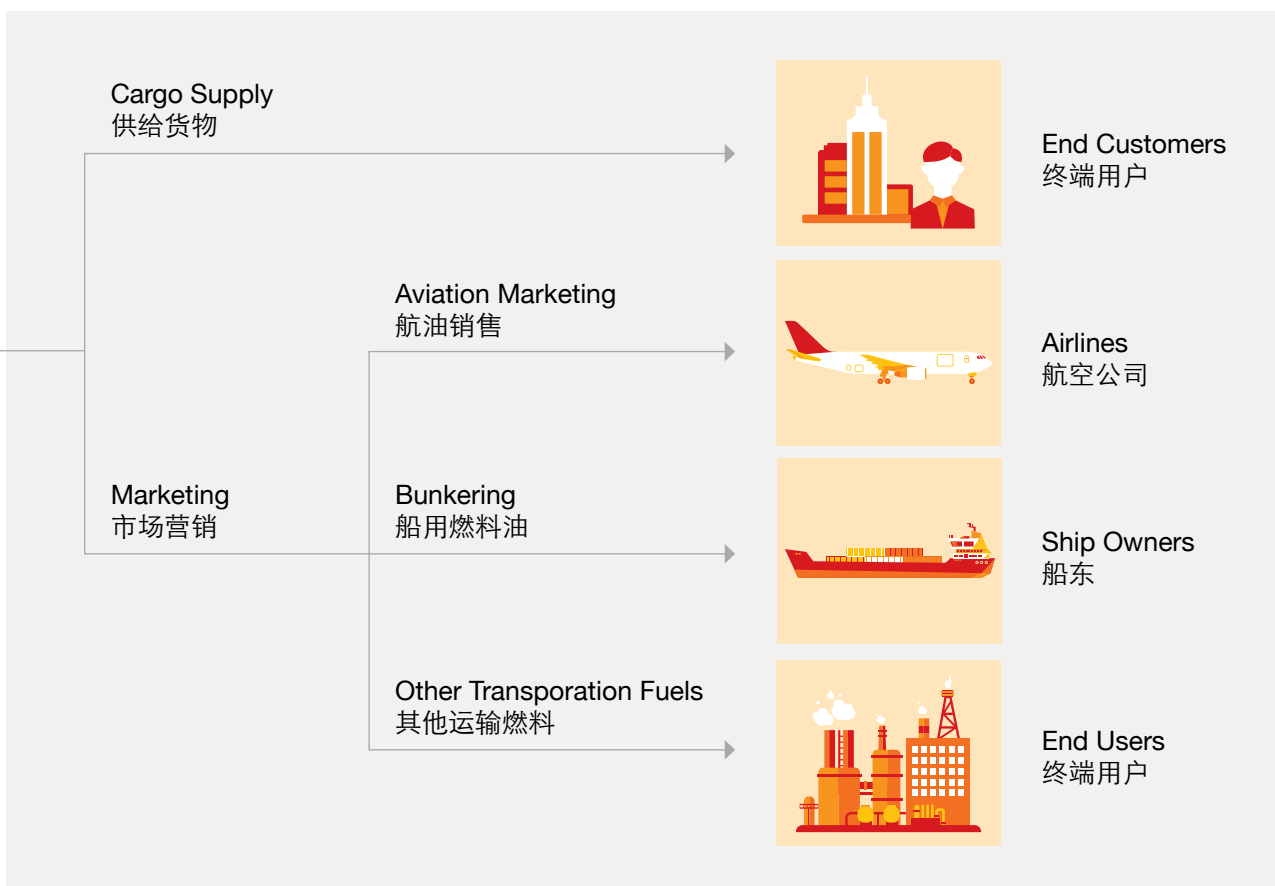 Cargo Supply
供给货物
End Customers
终端用户
Aviation Marketing
航油销售
Airlines
航空公司
Marketing
市场营销
Bunkering
船用燃料油
Ship Owners
船东
Other Transporation Fuels
其他运输燃料
End Users
终端用户